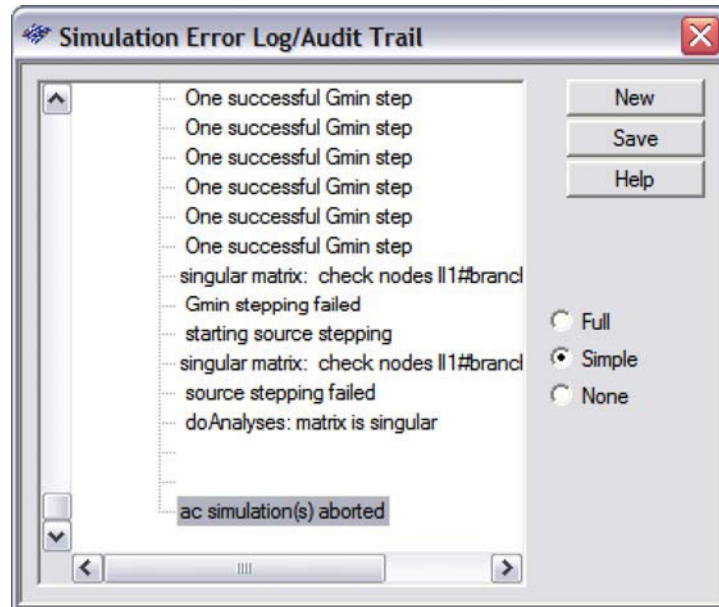 Simulation Error Log/Audit Trail
One successful Gmin step
One successful Gmin step
One successful Gmin step
One successful Gmin step
One successful Gmin step
One successful Gmin step
singular matrix: check nodes ll1#branch
Gmin stepping failed
starting source stepping
singular matrix: check nodes ll1#branch
source stepping failed
doAnalyses: matrix is singular
ac simulation(s) aborted
New
Save
Help
Full
Simple
None